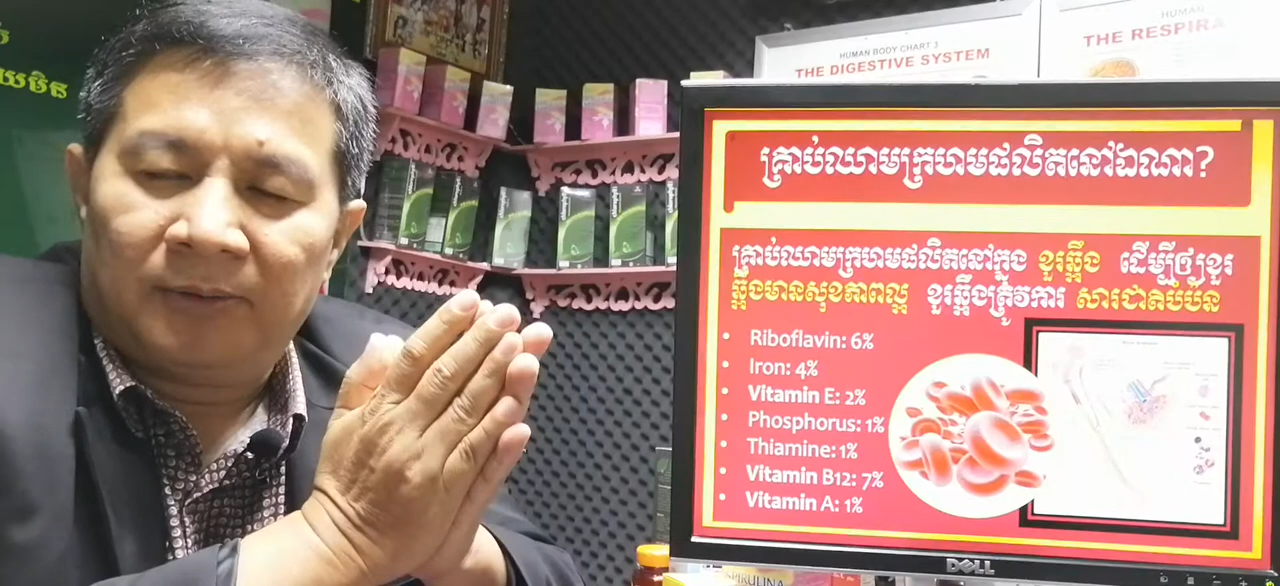 យមិន
HUMAN BODY CHART 3
THE DIGESTIVE SYSTEM
HUMAN
THE RESPIRA
គ្រាប់ឈាមក្រហមផលិតនៅឯណា?
គ្រាប់ឈាមក្រហមផលិតនៅក្នុង ខួរឆ្អឹង ដើម្បីឲ្យខួរ
ឆ្អឹងមានសុខភាពល្អ ខួរឆ្អឹងត្រូវការ សារជាតិប៉ប៉ន
• Riboflavin: 6%
• Iron: 4%
• Vitamin E: 2%
• Phosphorus: 1%
• Thiamine: 1%
• Vitamin B12: 7%
• Vitamin A: 1%
DELL
SPIRULINA